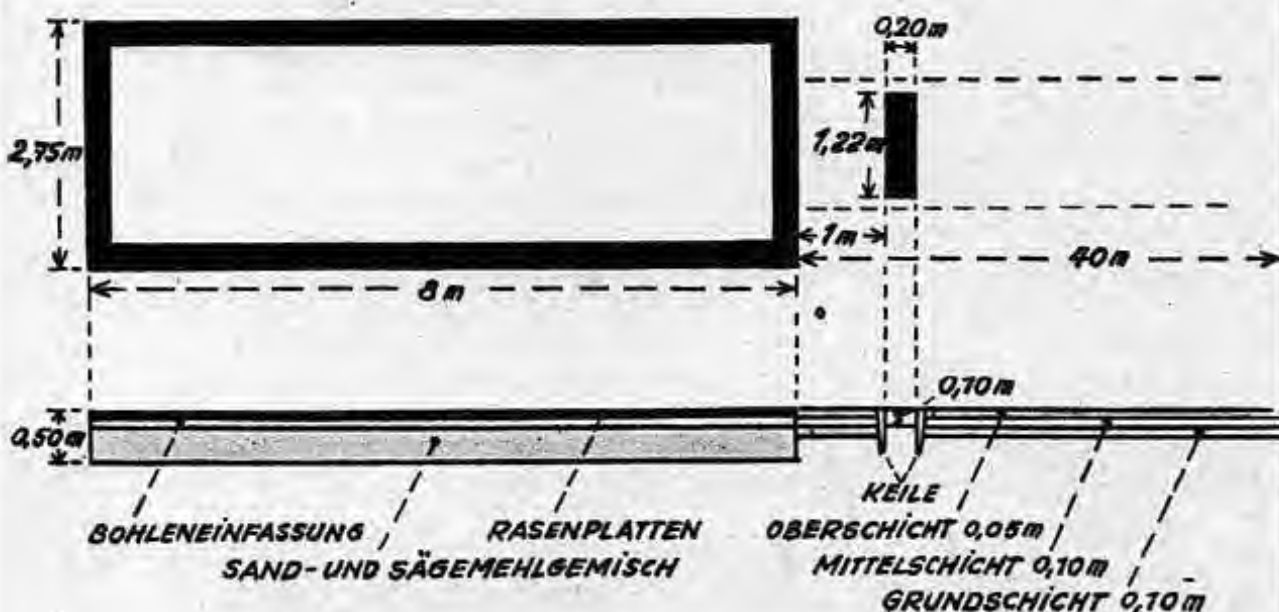 0,20m
2,75m
1,22m
1m
40m
8m
0,10m
0,50m
KEILE
BOHLENEINFASSUNG
RASENPLATTEN
OBERSCHICHT 0,05m
SAND- UND SÄGEMEHLGEMISCH
MITTELSCHICHT 0,10m
GRUNDSCHICHT 0,10m